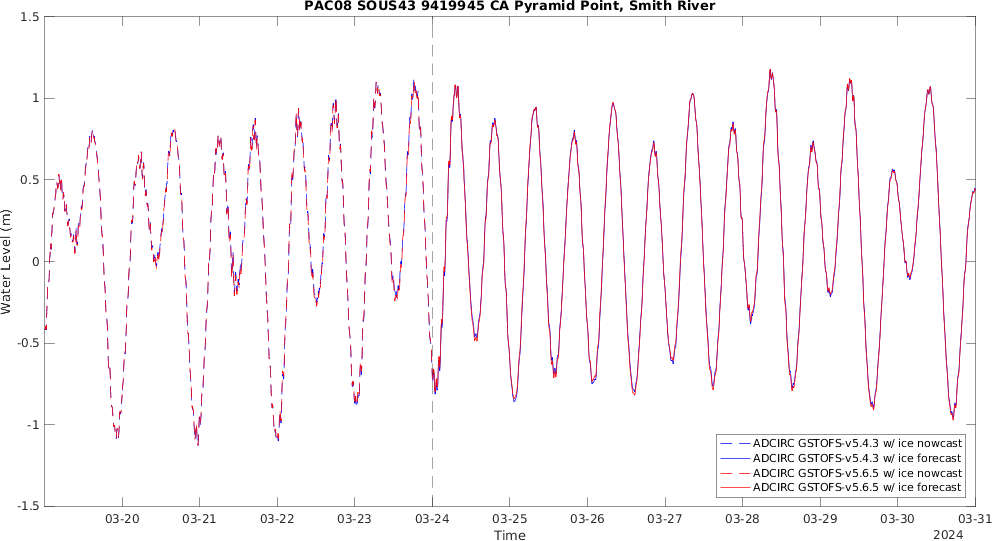 PAC08 SOUS43 9419945 CA Pyramid Point, Smith River
1.5
1
0.5
0
-0.5
-1
-1.5
Water Level (m)
03-20 03-21 03-22 03-23 03-24 03-25 03-26 03-27 03-28 03-29 03-30 03-31
Time
2024
ADCIRC GSTOFS-v5.4.3 w/ ice nowcast
ADCIRC GSTOFS-v5.4.3 w/ ice forecast
ADCIRC GSTOFS-v5.6.5 w/ ice nowcast
ADCIRC GSTOFS-v5.6.5 w/ ice forecast